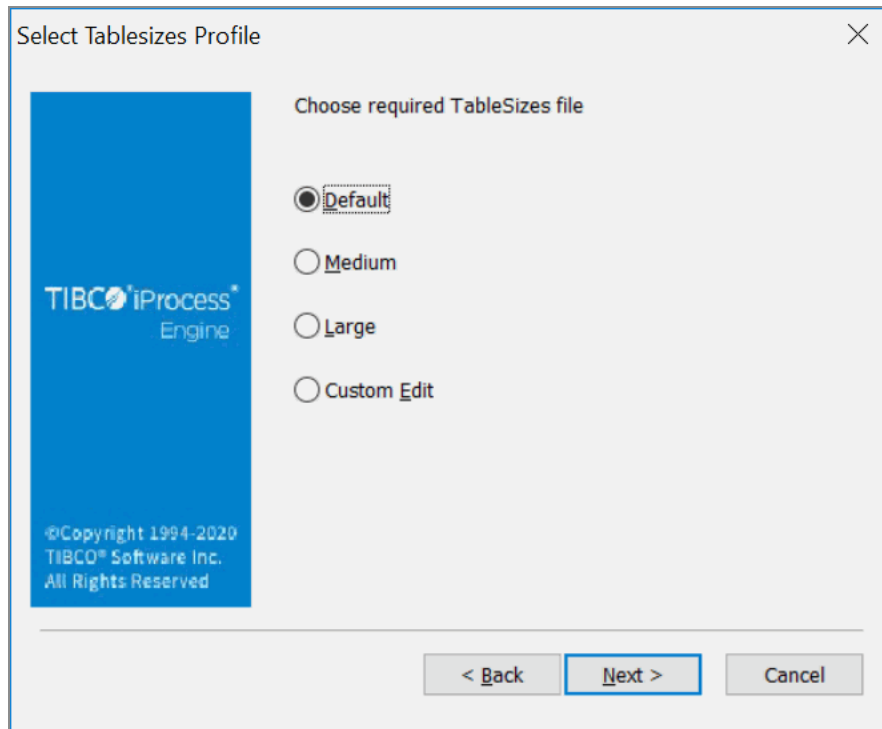 Select Tablesizes Profile
Choose required TableSizes file
Default
Medium
TIBCO® iProcess®
Engine
Large
Custom Edit
©Copyright 1994-2020
TIBCO® Software Inc.
All Rights Reserved
< Back
Next >
Cancel